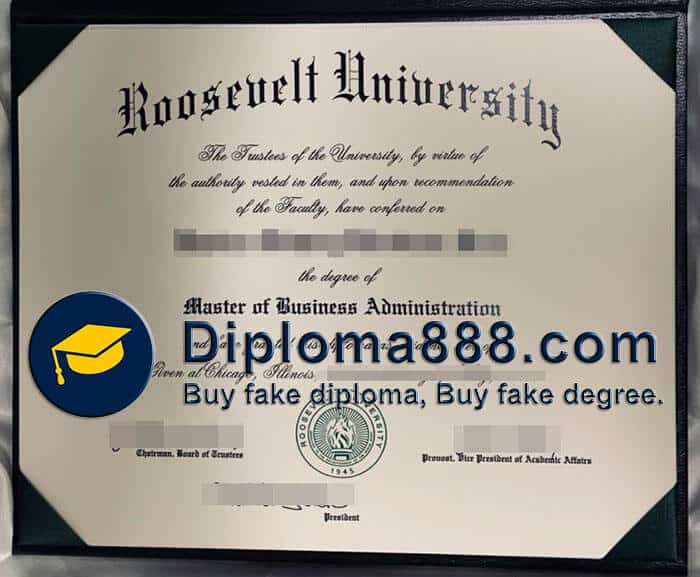 Roosevelt University
The Trustees of the University, by virtue of
the authority vested in them, and upon recommendation
of the Faculty, have conferred on
the degree of
Master of Business Administration
Diploma888.com
Given at Chicago, Illinois,
Buy fake diploma, Buy fake degree.
ROOSEVELT UNIVERSITY
1945
Chairman, Board of Trustees
Provost, Vice President of Academic Affairs
President